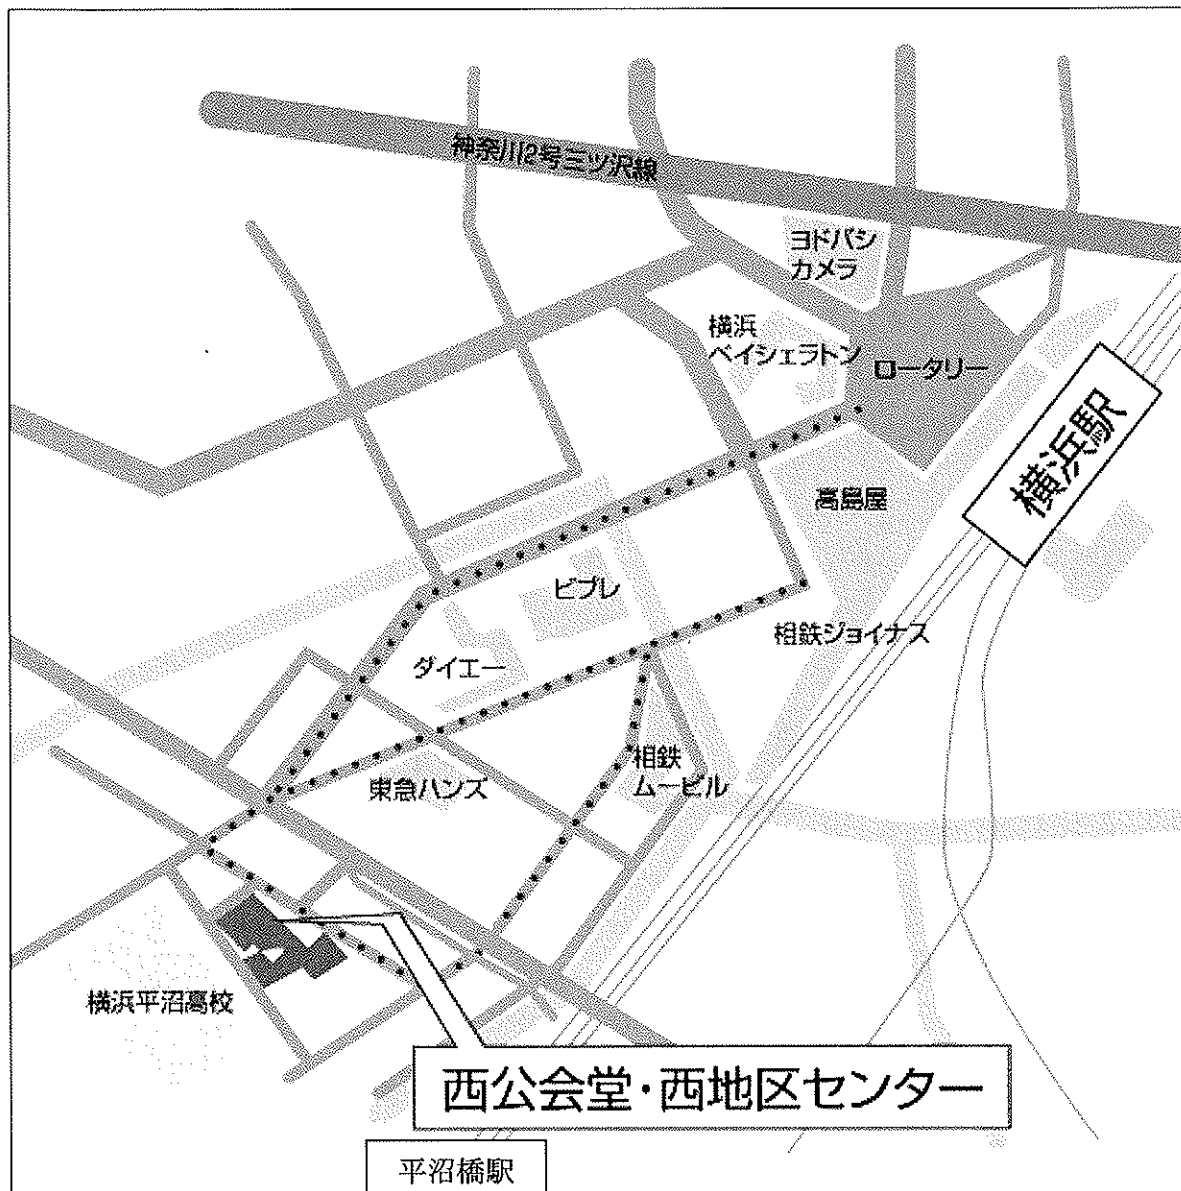 神奈川2号三ツ沢線
ヨドバシ
カメラ
横浜
ベイシェラトン
ロータリー
横浜駅
高島屋
ビブレ
相鉄ジョイナス
ダイエー
相鉄
ムービル
東急ハンズ
横浜平沼高校
西公会堂・西地区センター
平沼橋駅